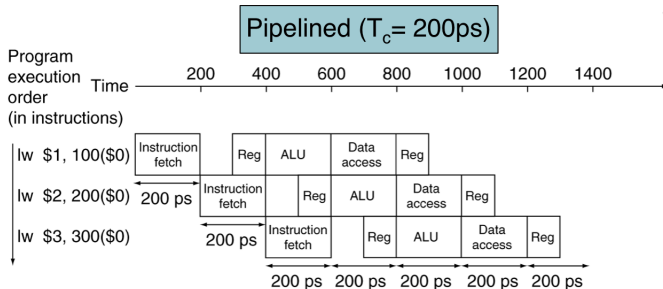 Pipelined (Tc= 200ps)
Program
execution
order
(in instructions)
Time
200 400 600 800 1000 1200 1400
lw $1, 100($0)
Instruction
fetch
Reg
ALU
Data
access
Reg
lw $2, 200($0)
200 ps
Instruction
fetch
Reg
ALU
Data
access
Reg
lw $3, 300($0)
200 ps
Instruction
fetch
Reg
ALU
Data
access
Reg
200 ps 200 ps 200 ps 200 ps 200 ps